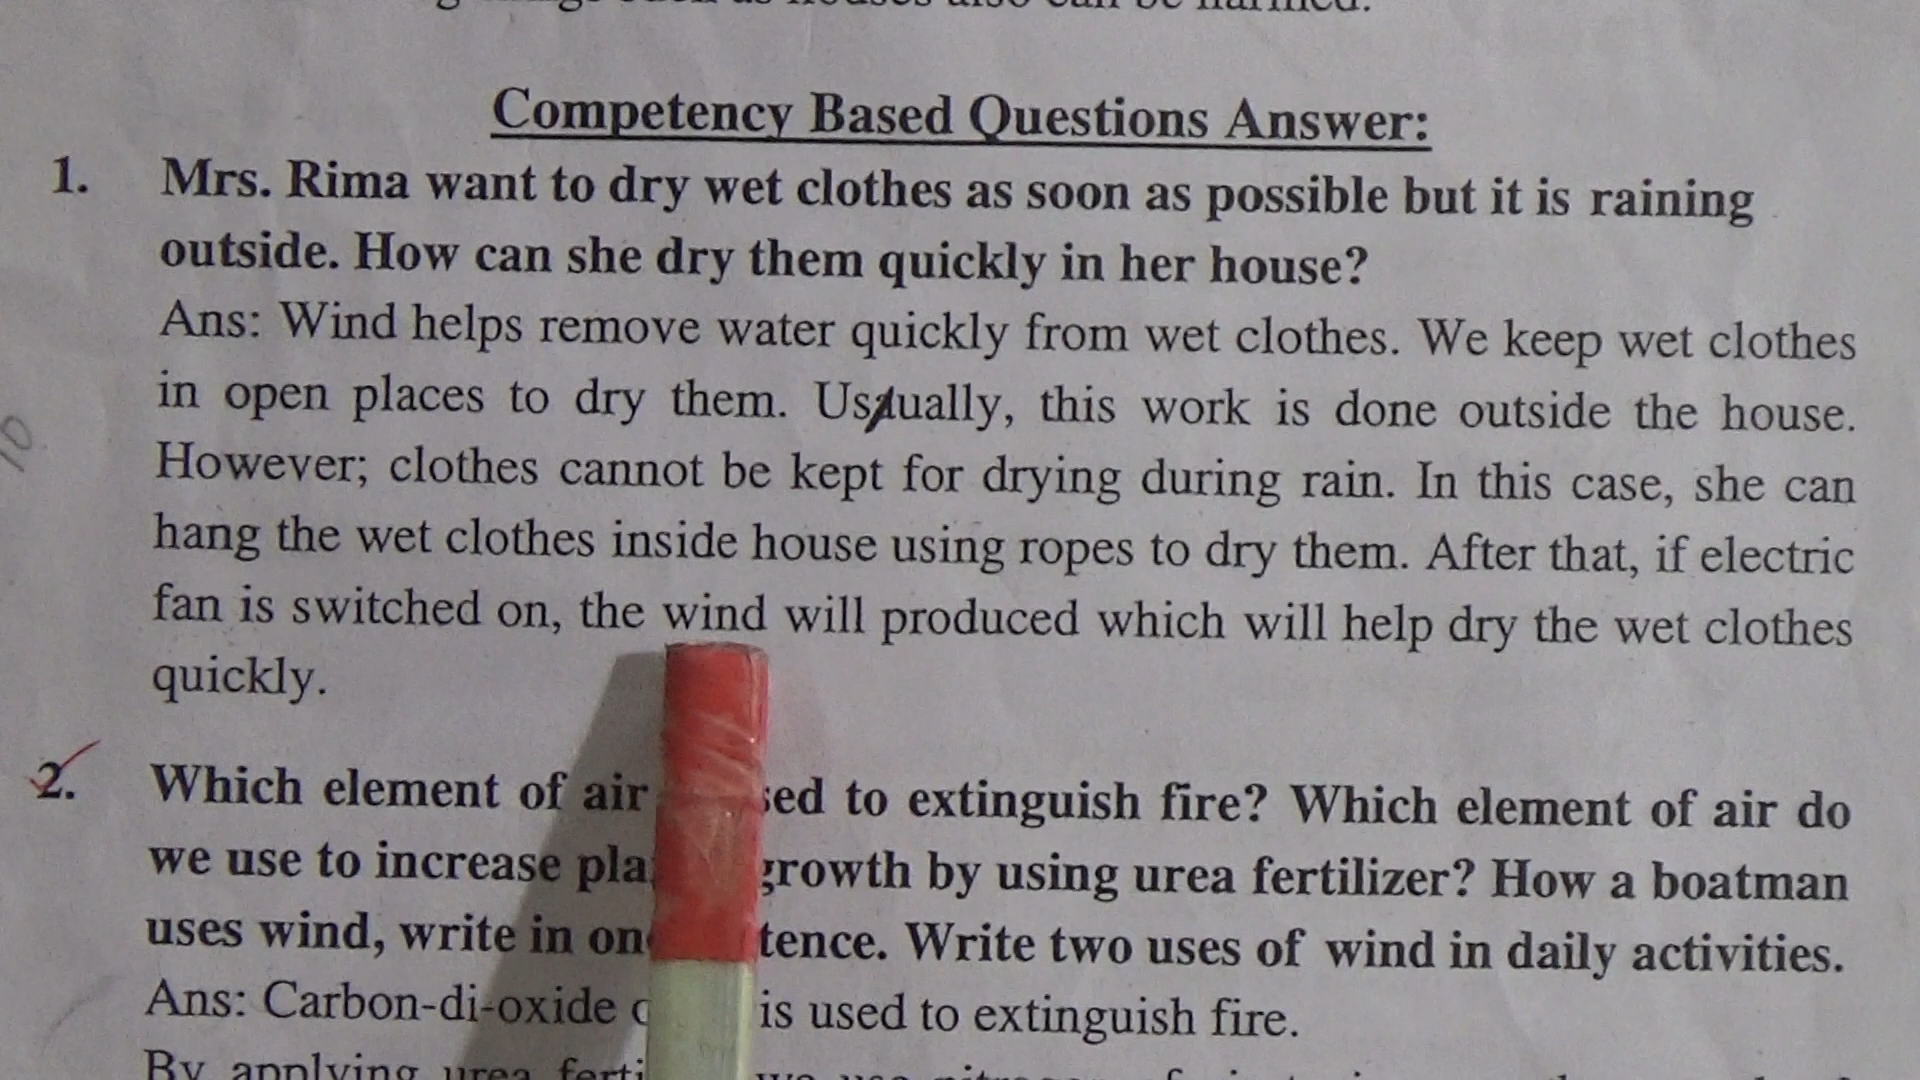 Competency Based Questions Answer:
1. Mrs. Rima want to dry wet clothes as soon as possible but it is raining
outside. How can she dry them quickly in her house?
Ans: Wind helps remove water quickly from wet clothes. We keep wet clothes
in open places to dry them. Usually, this work is done outside the house.
However; clothes cannot be kept for drying during rain. In this case, she can
hang the wet clothes inside house using ropes to dry them. After that, if electric
fan is switched on, the wind will produced which will help dry the wet clothes
quickly.
2. Which element of air to extinguish fire? Which element of air do
we use to increase growth by using urea fertilizer? How a boatman
uses wind, write in Write two uses of wind in daily activities.
Ans: Carbon-di-oxide is used to extinguish fire.
By applying urea
10